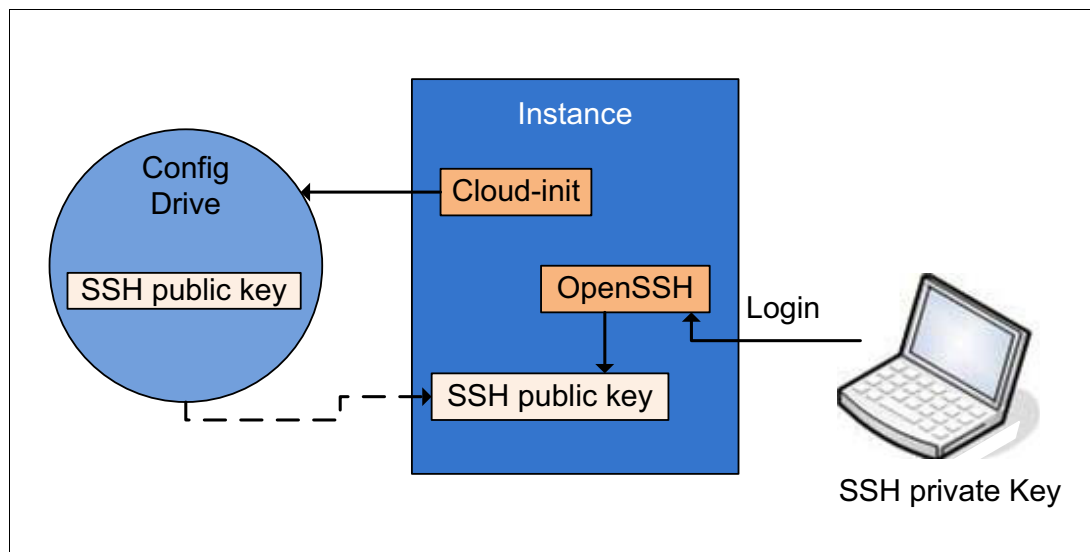 Instance
Config
Drive
Cloud-init
SSH public key
OpenSSH
Login
SSH public key
SSH private Key